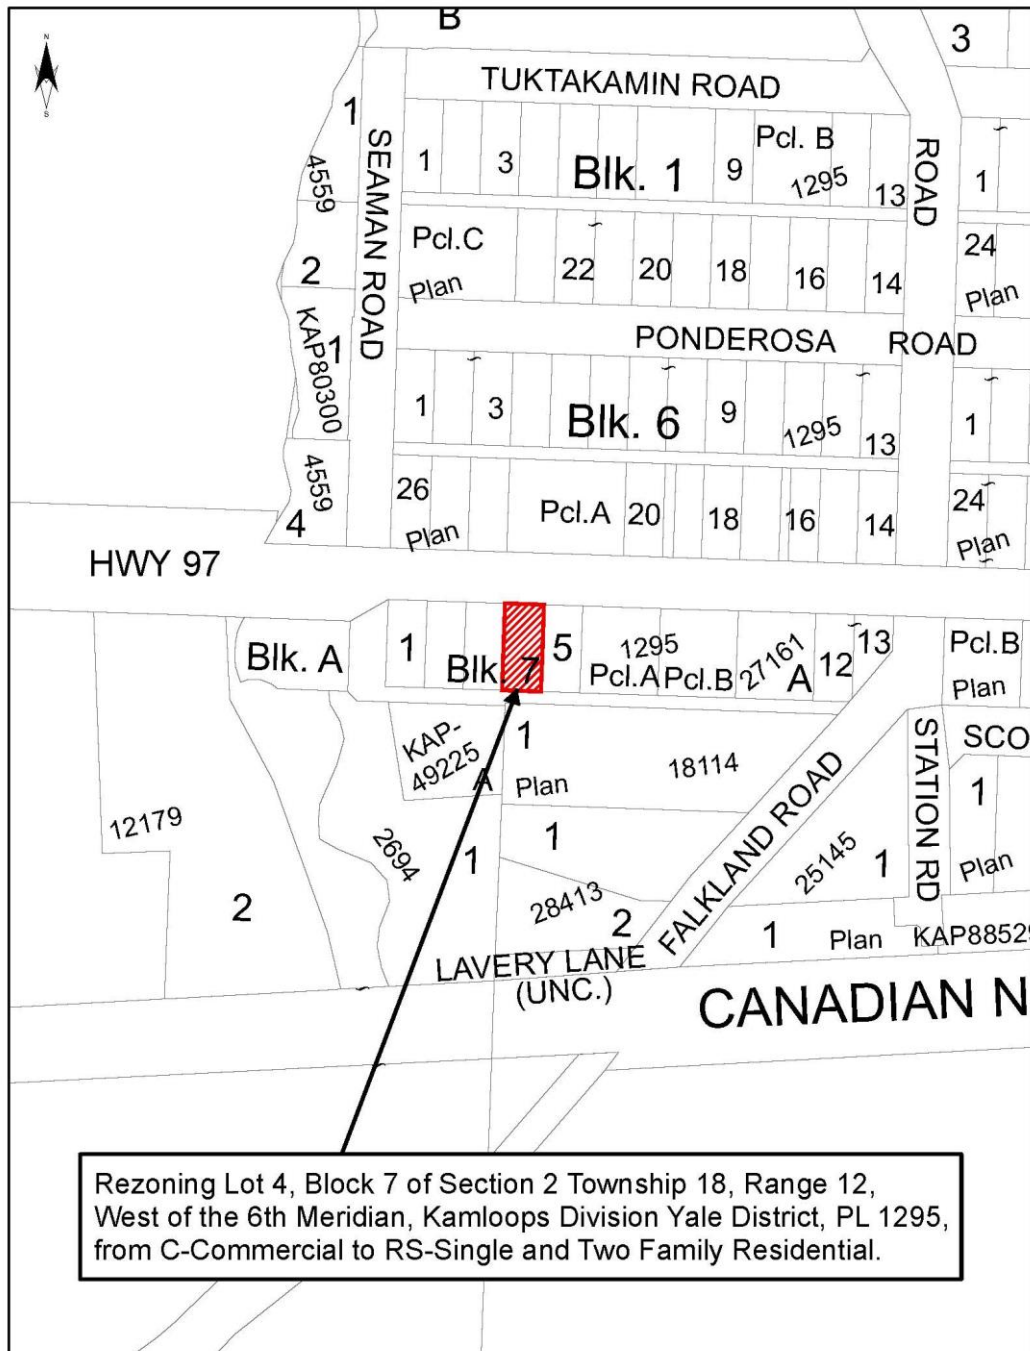 N
S
B
3
TUKTAKAMIN ROAD
1
4559
SEAMAN ROAD
1
3
Blk. 1
9
Pcl. B
1295
13
ROAD
1
2
Pcl.C
Plan
22
20
18
16
14
24
Plan
KAP80300
1
PONDEROSA ROAD
1
3
Blk. 6
9
1295
13
1
4559
4
26
Plan
Pcl.A
20
18
16
14
24
Plan
HWY 97
Blk. A
1
Blk. 7
5
1295
Pcl.A
Pcl.B
27161
A
12
13
Pcl.B
Plan
KAP-
49225
A
1
Plan
18114
FALKLAND ROAD
STATION RD
SCO
1
Plan
12179
2
2694
1
1
28413
2
25145
1
LAVERY LANE
(UNC.)
1
Plan
KAP88529
CANADIAN N
Rezoning Lot 4, Block 7 of Section 2 Township 18, Range 12,
West of the 6th Meridian, Kamloops Division Yale District, PL 1295,
from C-Commercial to RS-Single and Two Family Residential.